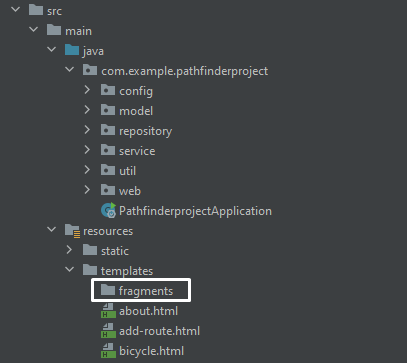 src
main
java
com.example.pathfinderproject
config
model
repository
service
util
web
PathfinderprojectApplication
resources
static
templates
fragments
about.html
add-route.html
bicycle.html